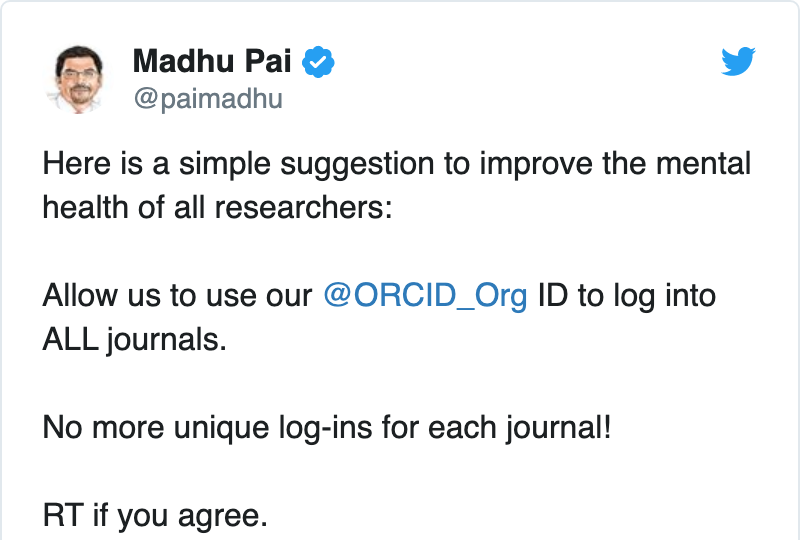 Madhu Pai
@paimadhu
Here is a simple suggestion to improve the mental
health of all researchers:
Allow us to use our @ORCID_Org ID to log into
ALL journals.
No more unique log-ins for each journal!
RT if you agree.